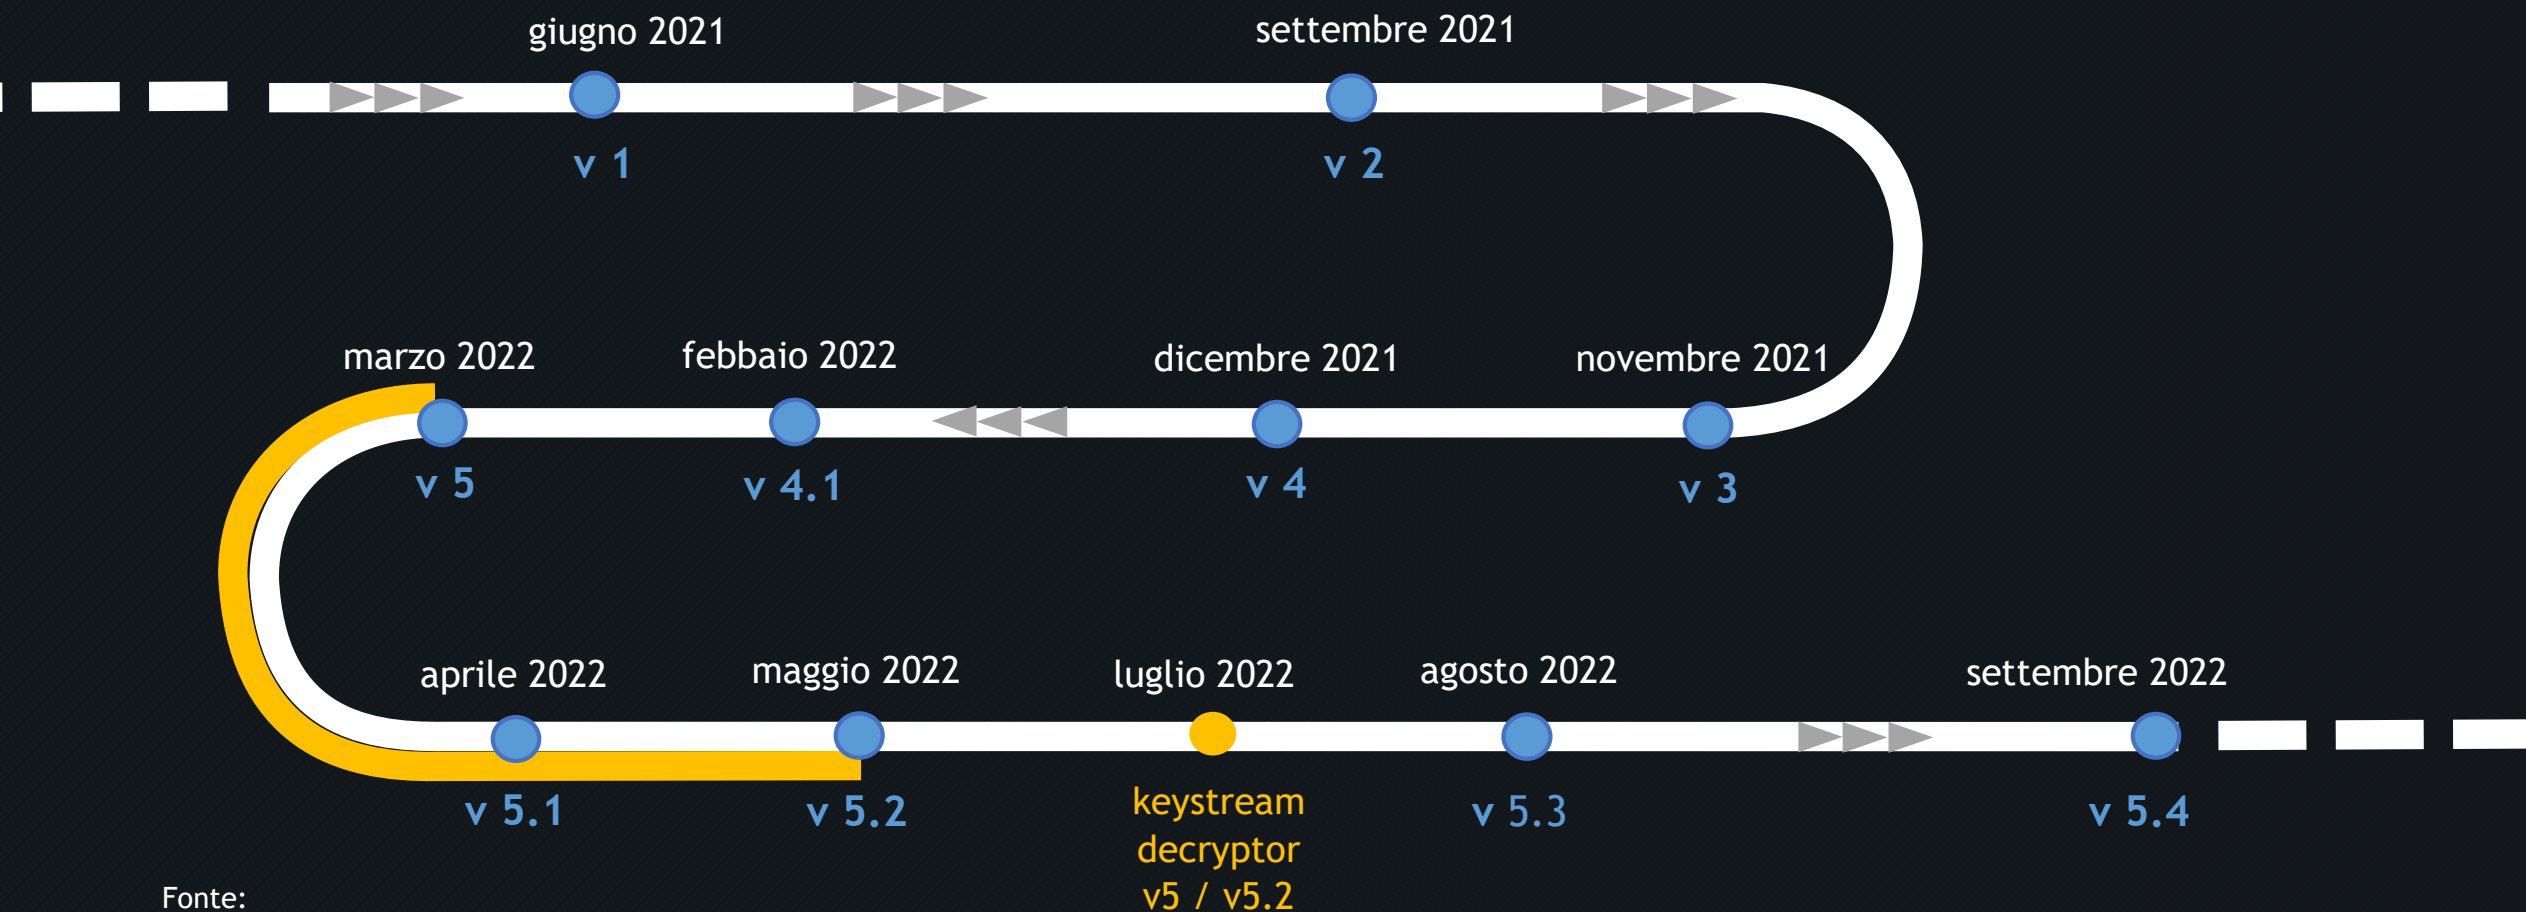 giugno 2021
settembre 2021
v 1
v 2
marzo 2022
febbaio 2022
dicembre 2021
novembre 2021
v 5
v 4.1
v 4
v 3
aprile 2022
maggio 2022
luglio 2022
agosto 2022
settembre 2022
v 5.1
v 5.2
keystream
decryptor
v5 / v5.2
v 5.3
v 5.4
Fonte: